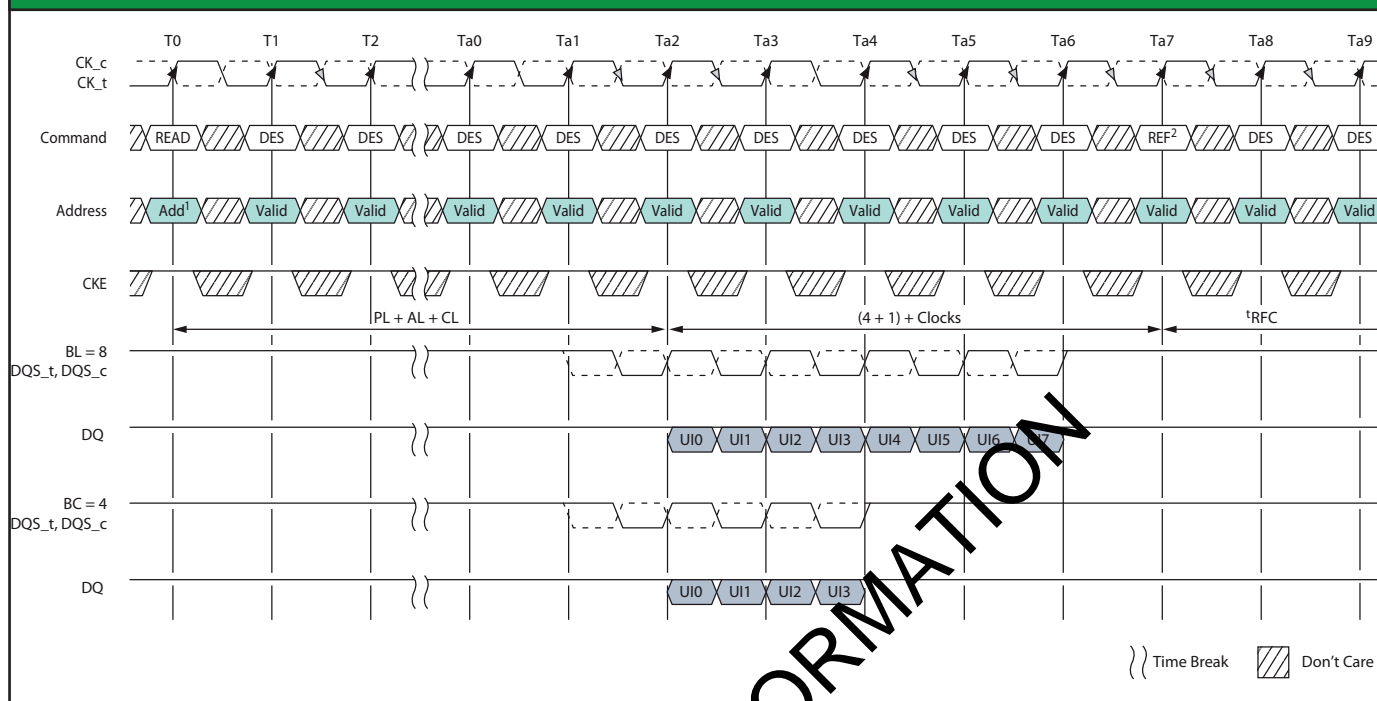 T0 T1 T2 Ta0 Ta1 Ta2 Ta3 Ta4 Ta5 Ta6 Ta7 Ta8 Ta9
CK_c
CK_t
Command READ DES DES DES DES DES DES DES DES DES REF² DES DES
Address Add¹ Valid Valid Valid Valid Valid Valid Valid Valid Valid Valid Valid Valid
CKE
PL + AL + CL (4 + 1) + Clocks ᵗRFC
BL = 8
DQS_t, DQS_c
DQ UI0 UI1 UI2 UI3 UI4 UI5 UI6 UI7
BC = 4
DQS_t, DQS_c
DQ UI0 UI1 UI2 UI3
Time Break Don't Care
ORMATION